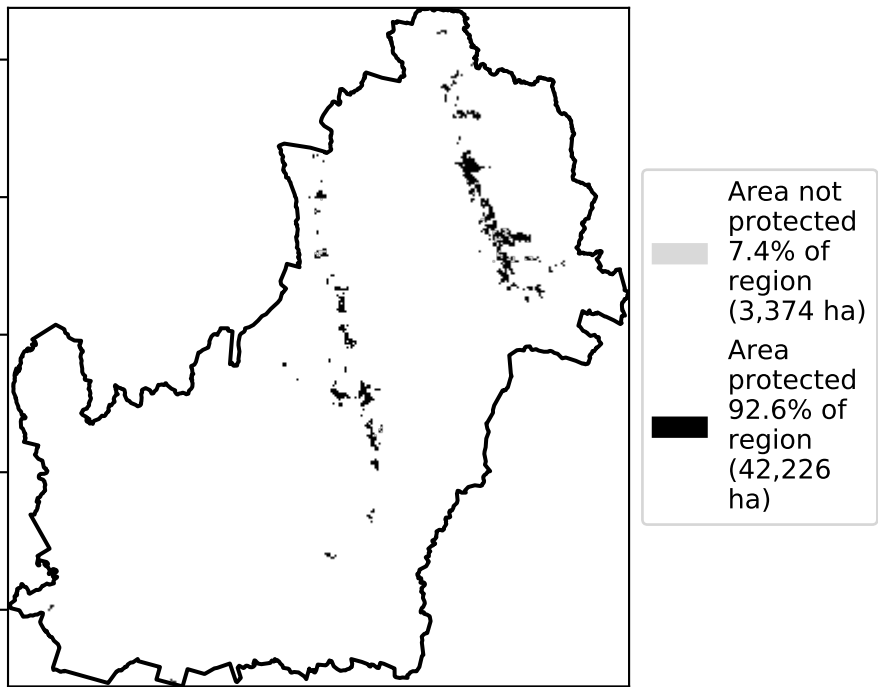 Area not
protected
7.4% of
region
(3,374 ha)
Area
protected
92.6% of
region
(42,226
ha)